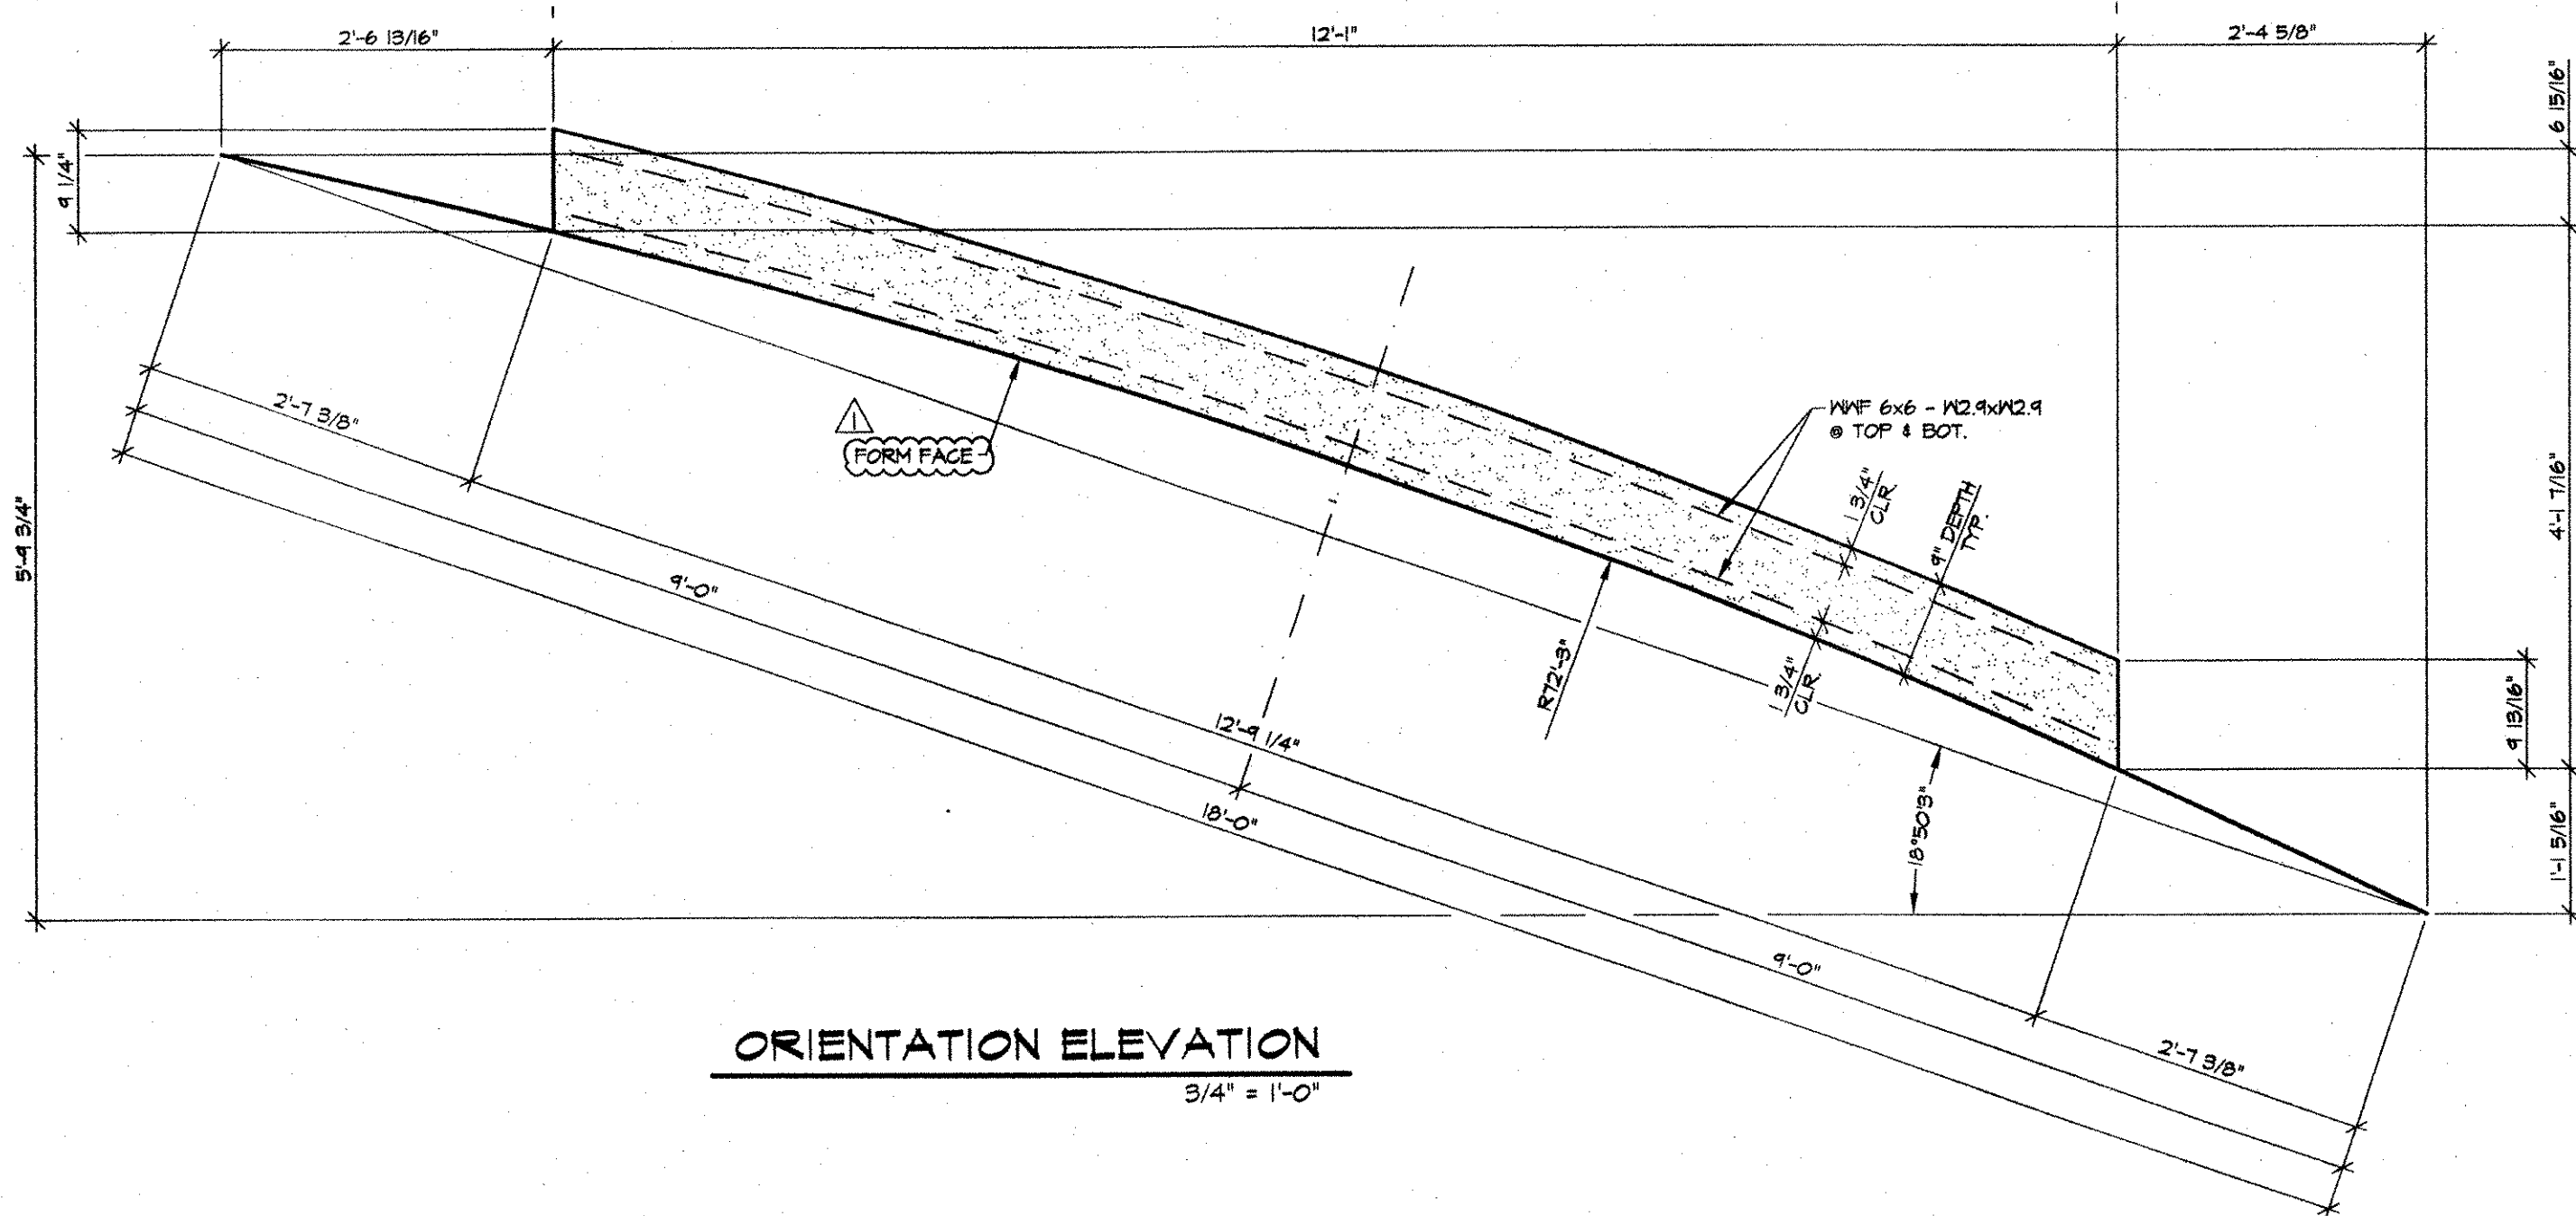 2'-6 13/16"
12'-1"
2'-4 5/8"
6 15/16"
9 1/4"
5'-9 3/4"
2'-7 3/8"
1
FORM FACE
WWF 6x6 - W2.9xW2.9
@ TOP & BOT.
1 3/4"
CLR.
9" DEPTH
TYP.
4'-1 7/16"
9'-0"
R72'-3"
1 3/4"
CLR.
9 13/16"
12'-9 1/4"
18'-0"
18°50'3"
1'-1 5/16"
9'-0"
2'-7 3/8"
ORIENTATION ELEVATION
3/4" = 1'-0"